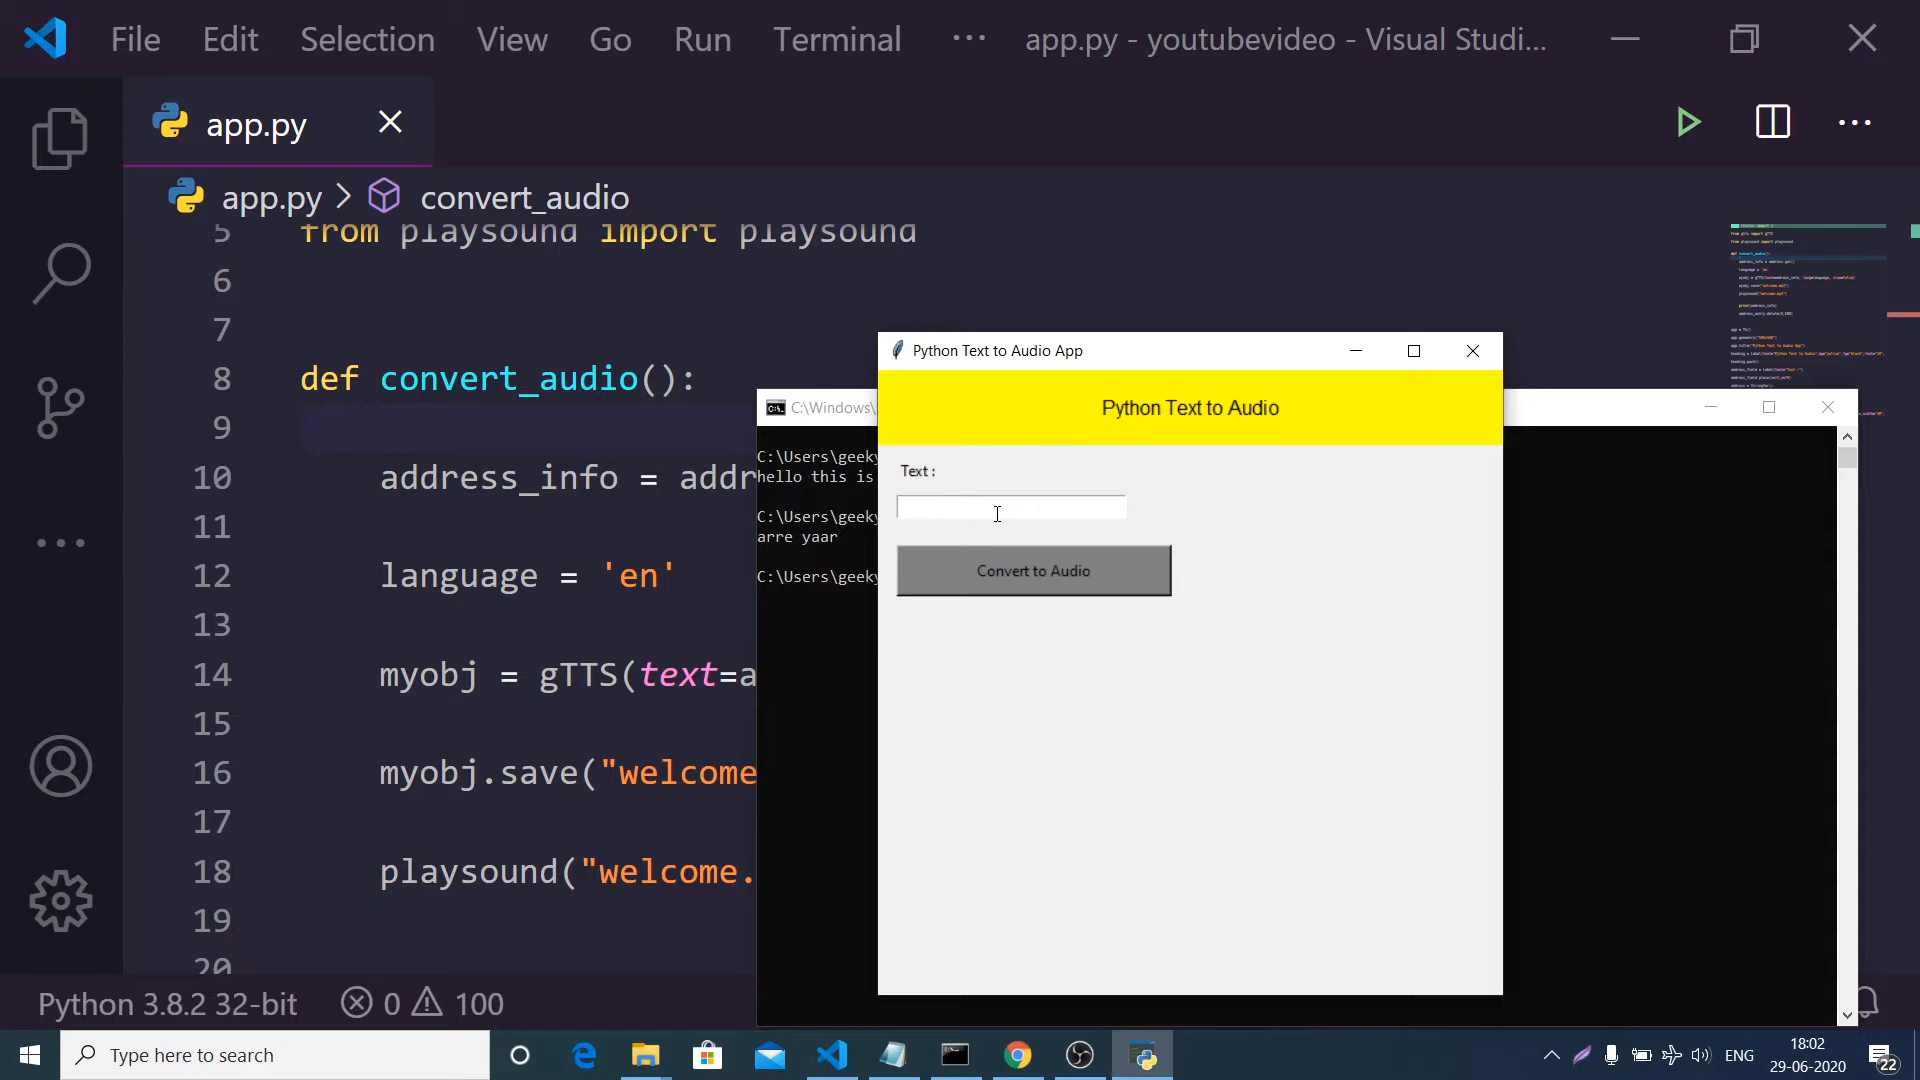 File Edit Selection View Go Run Terminal ··· app.py - youtubevideo - Visual Studi...
app.py
app.py > convert_audio
5 from playsound import playsound
6
7
8 def convert_audio():
9
10 address_info = addr
11
12 language = 'en'
13
14 myobj = gTTS(text=a
15
16 myobj.save("welcome
17
18 playsound("welcome.
19
20
Python Text to Audio App
Python Text to Audio
Text :
Convert to Audio
C:\Windows\
C:\Users\geeky
hello this is
C:\Users\geeky
arre yaar
C:\Users\geeky
Python 3.8.2 32-bit 0 100
Type here to search
ENG
18:02
29-06-2020
22